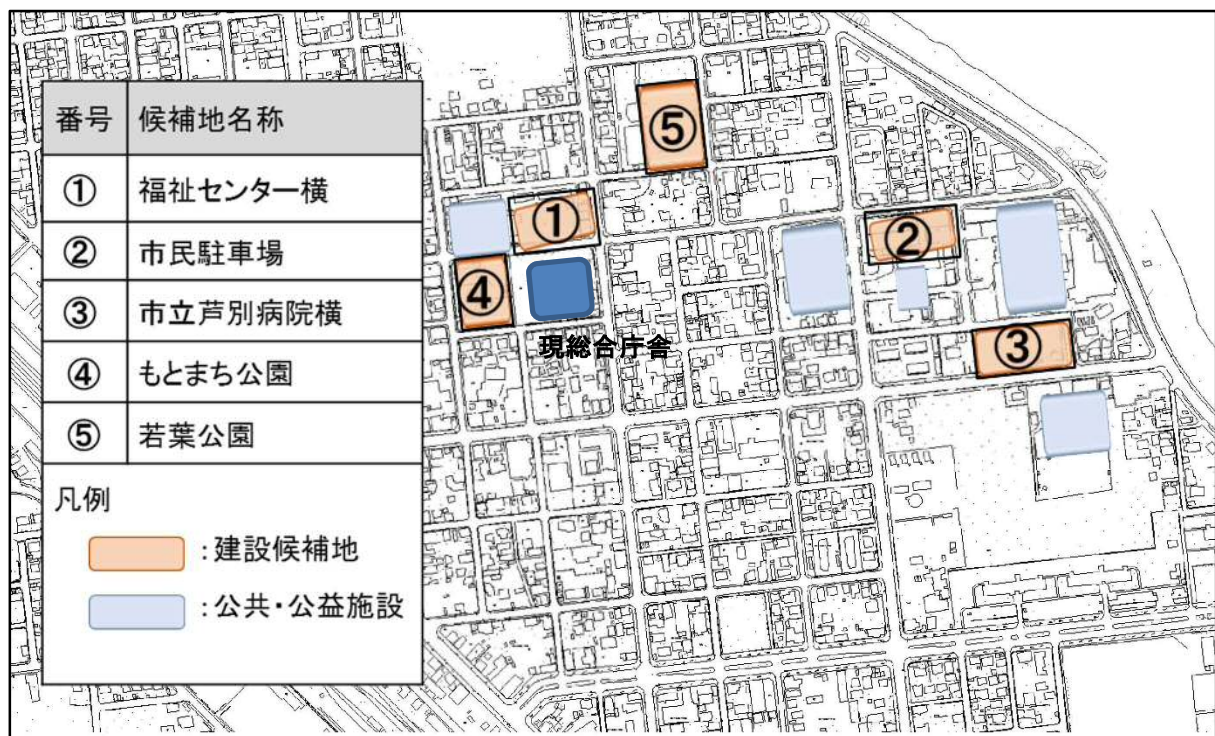 番号 候補地名称
① 福祉センター横
② 市民駐車場
③ 市立芦別病院横
④ もとまち公園
⑤ 若葉公園
凡例
：建設候補地
：公共・公益施設
⑤
①
②
④
現総合庁舎
③